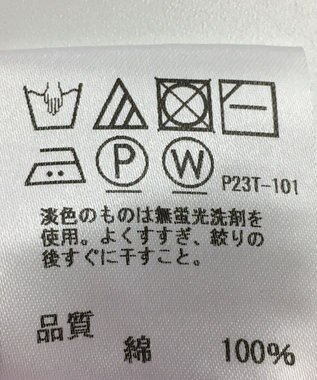 P W P23T-101
淡色のものは無蛍光洗剤を
使用。よくすすぎ、絞りの
後すぐに干すこと。
品質
綿 100%